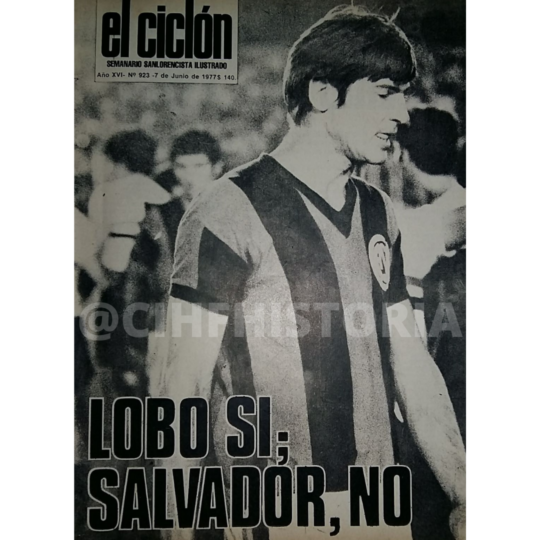 el ciclón
SEMANARIO SANLORENCISTA ILUSTRADO
Año XVI- Nº 923 -7 de Junio de 1977 $ 140.
@CIHFHISTORIA
LOBO SI;
SALVADOR, NO